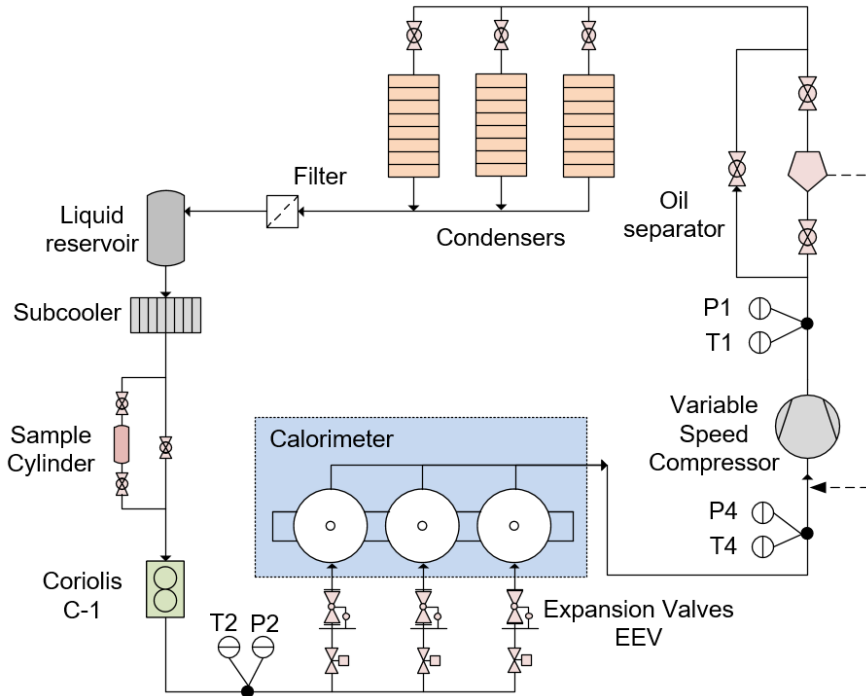 Filter
Liquid
reservoir
Condensers
Oil
separator
Subcooler
P1
T1
Sample
Cylinder
Calorimeter
Variable
Speed
Compressor
P4
T4
Coriolis
C-1
T2 P2
Expansion Valves
EEV